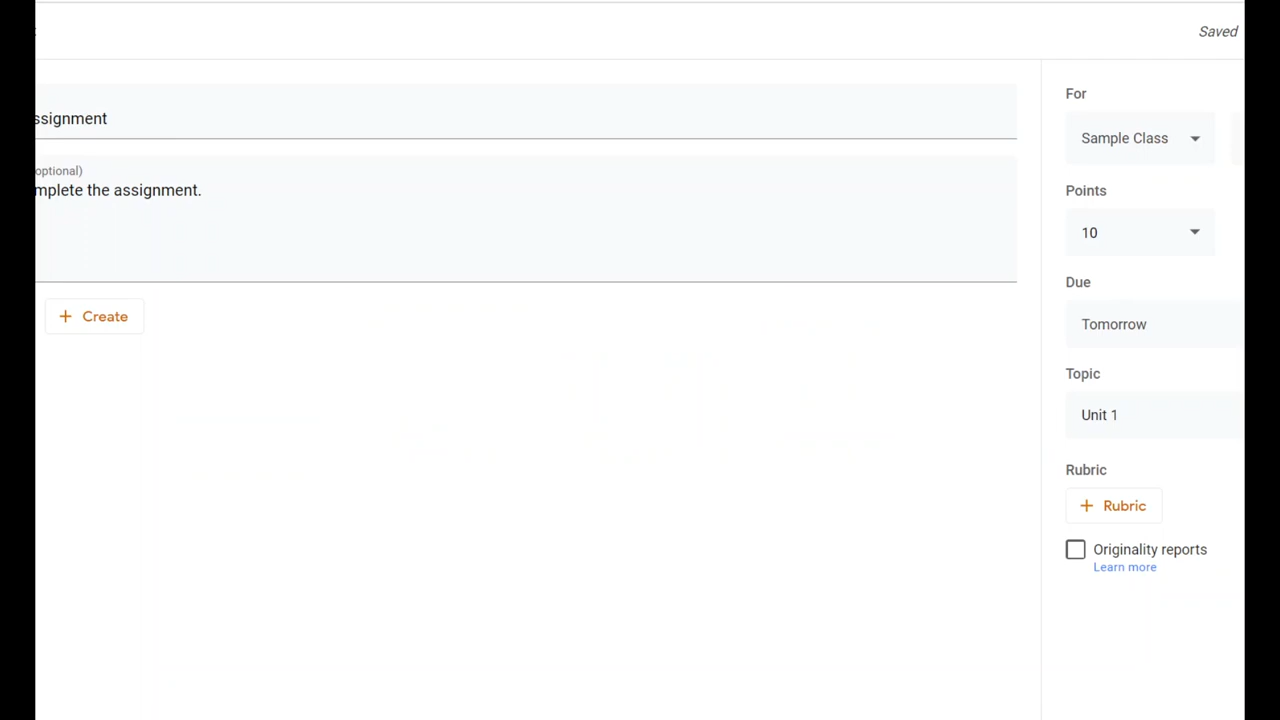 Saved
ssignment
optional)
mplete the assignment.
+ Create
For
Sample Class
Points
10
Due
Tomorrow
Topic
Unit 1
Rubric
+ Rubric
Originality reports
Learn more